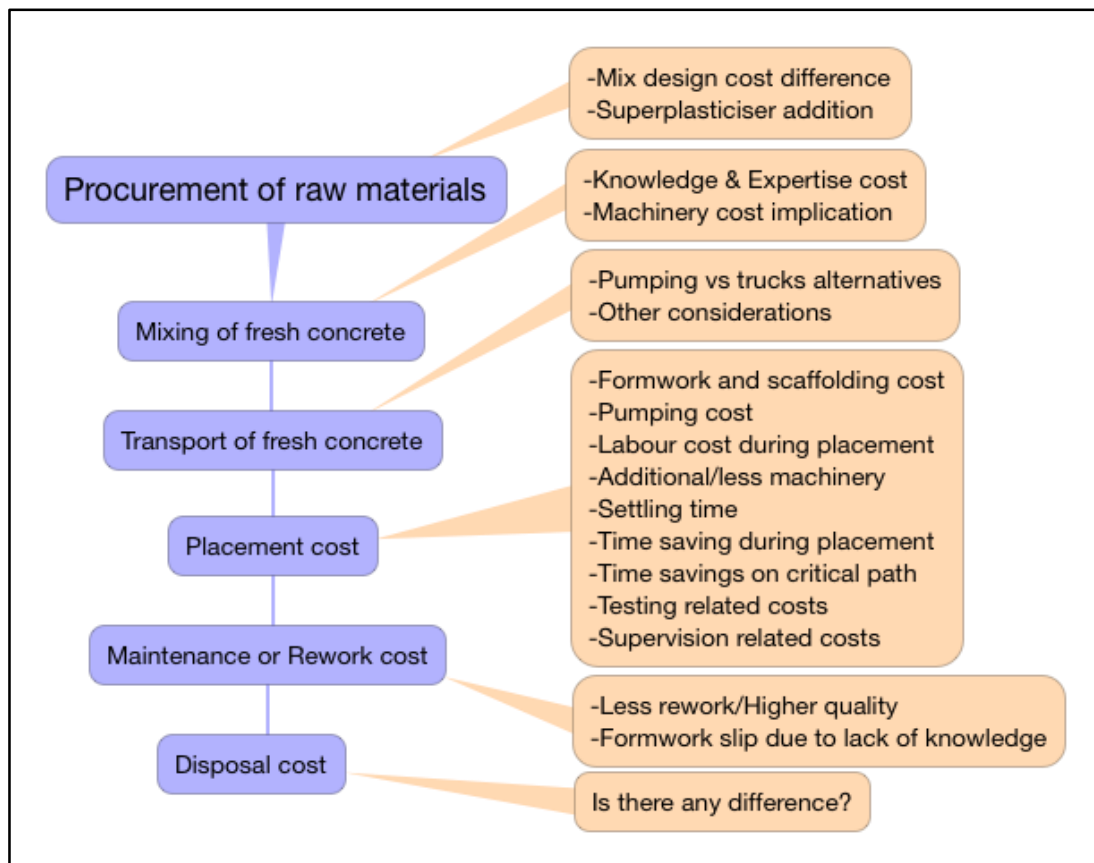 -Mix design cost difference
-Superplasticiser addition
Procurement of raw materials
-Knowledge & Expertise cost
-Machinery cost implication
Mixing of fresh concrete
-Pumping vs trucks alternatives
-Other considerations
Transport of fresh concrete
-Formwork and scaffolding cost
-Pumping cost
-Labour cost during placement
-Additional/less machinery
-Settling time
-Time saving during placement
-Time savings on critical path
-Testing related costs
-Supervision related costs
Placement cost
Maintenance or Rework cost
-Less rework/Higher quality
-Formwork slip due to lack of knowledge
Disposal cost
Is there any difference?